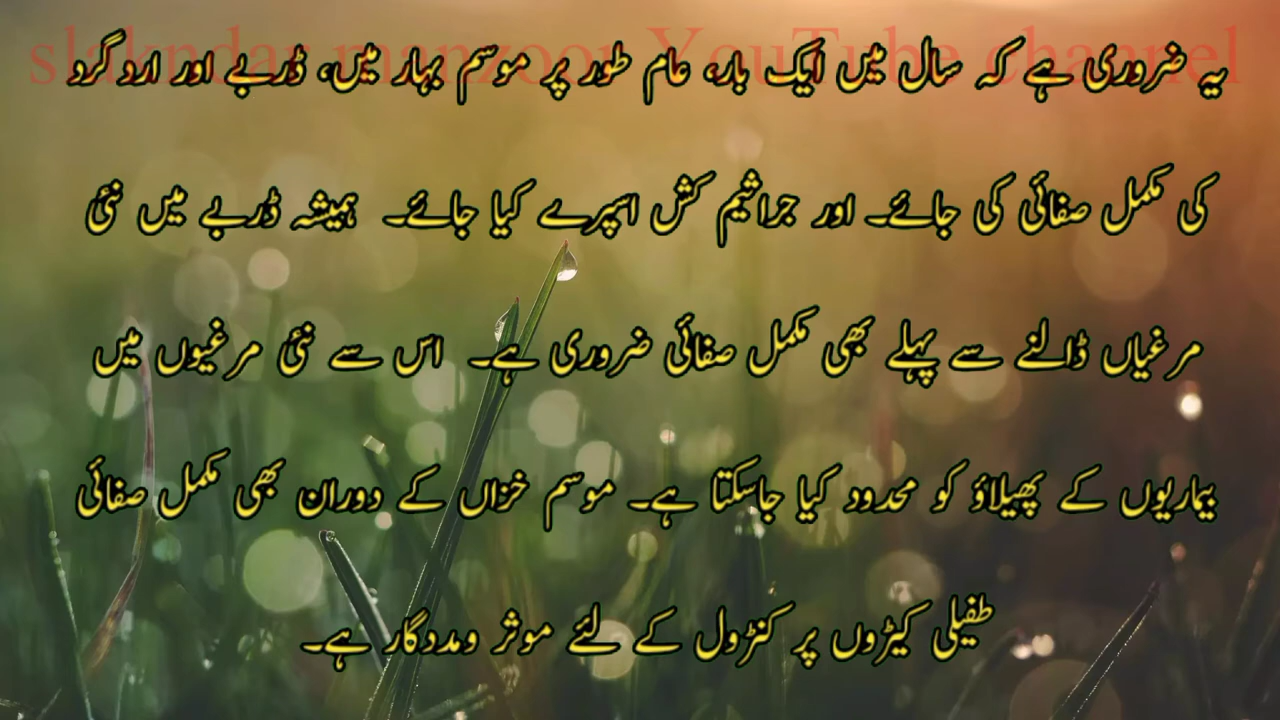 slakndar manzoor YouTube channel
یہ ضروری ہے کہ سال میں ایک بار، عام طور پر موسم بہار میں، ڈربے اور ارد گرد
کی مکمل صفائی کی جائے۔ اور جراثیم کش اسپرے کیا جائے۔ ہمیشہ ڈربے میں نئی
مرغیاں ڈالنے سے پہلے بھی مکمل صفائی ضروری ہے۔ اس سے نئی مرغیوں میں
بیماریوں کے پھیلاؤ کو محدود کیا جاسکتا ہے۔ موسم خزاں کے دوران بھی مکمل صفائی
طفیلی کیڑوں پر کنڑول کے لئے موثر ومددگار ہے۔